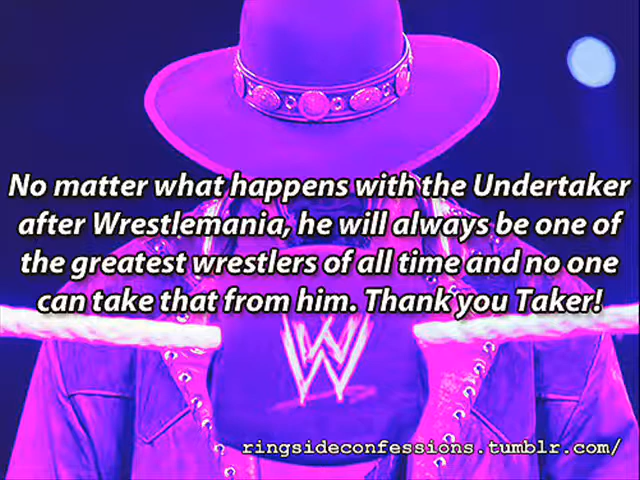 No matter what happens with the Undertaker
after Wrestlemania, he will always be one of
the greatest wrestlers of all time and no one
can take that from him. Thank you Taker!
W
ringsideconfessions.tumblr.com/